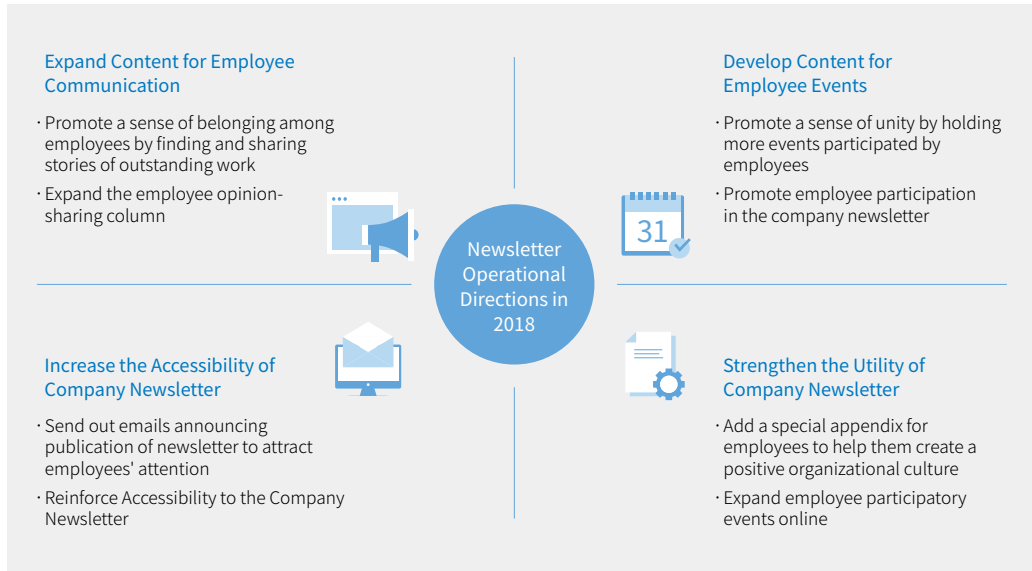 Expand Content for Employee
Communication
· Promote a sense of belonging among
employees by finding and sharing
stories of outstanding work
· Expand the employee opinion-
sharing column
Develop Content for
Employee Events
· Promote a sense of unity by holding
more events participated by
employees
· Promote employee participation
in the company newsletter
31
Newsletter
Operational
Directions in
2018
Increase the Accessibility of
Company Newsletter
· Send out emails announcing
publication of newsletter to attract
employees' attention
· Reinforce Accessibility to the Company
Newsletter
Strengthen the Utility of
Company Newsletter
· Add a special appendix for
employees to help them create a
positive organizational culture
· Expand employee participatory
events online